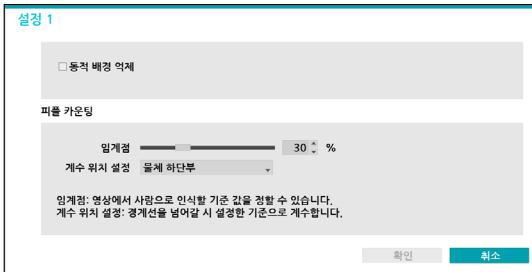 설정 1
동적 배경 억제
피플 카운팅
임계점 30 %
계수 위치 설정 물체 하단부
임계점: 영상에서 사람으로 인식할 기준 값을 정할 수 있습니다.
계수 위치 설정: 경계선을 넘어갈 시 설정한 기준으로 계수합니다.
확인 취소